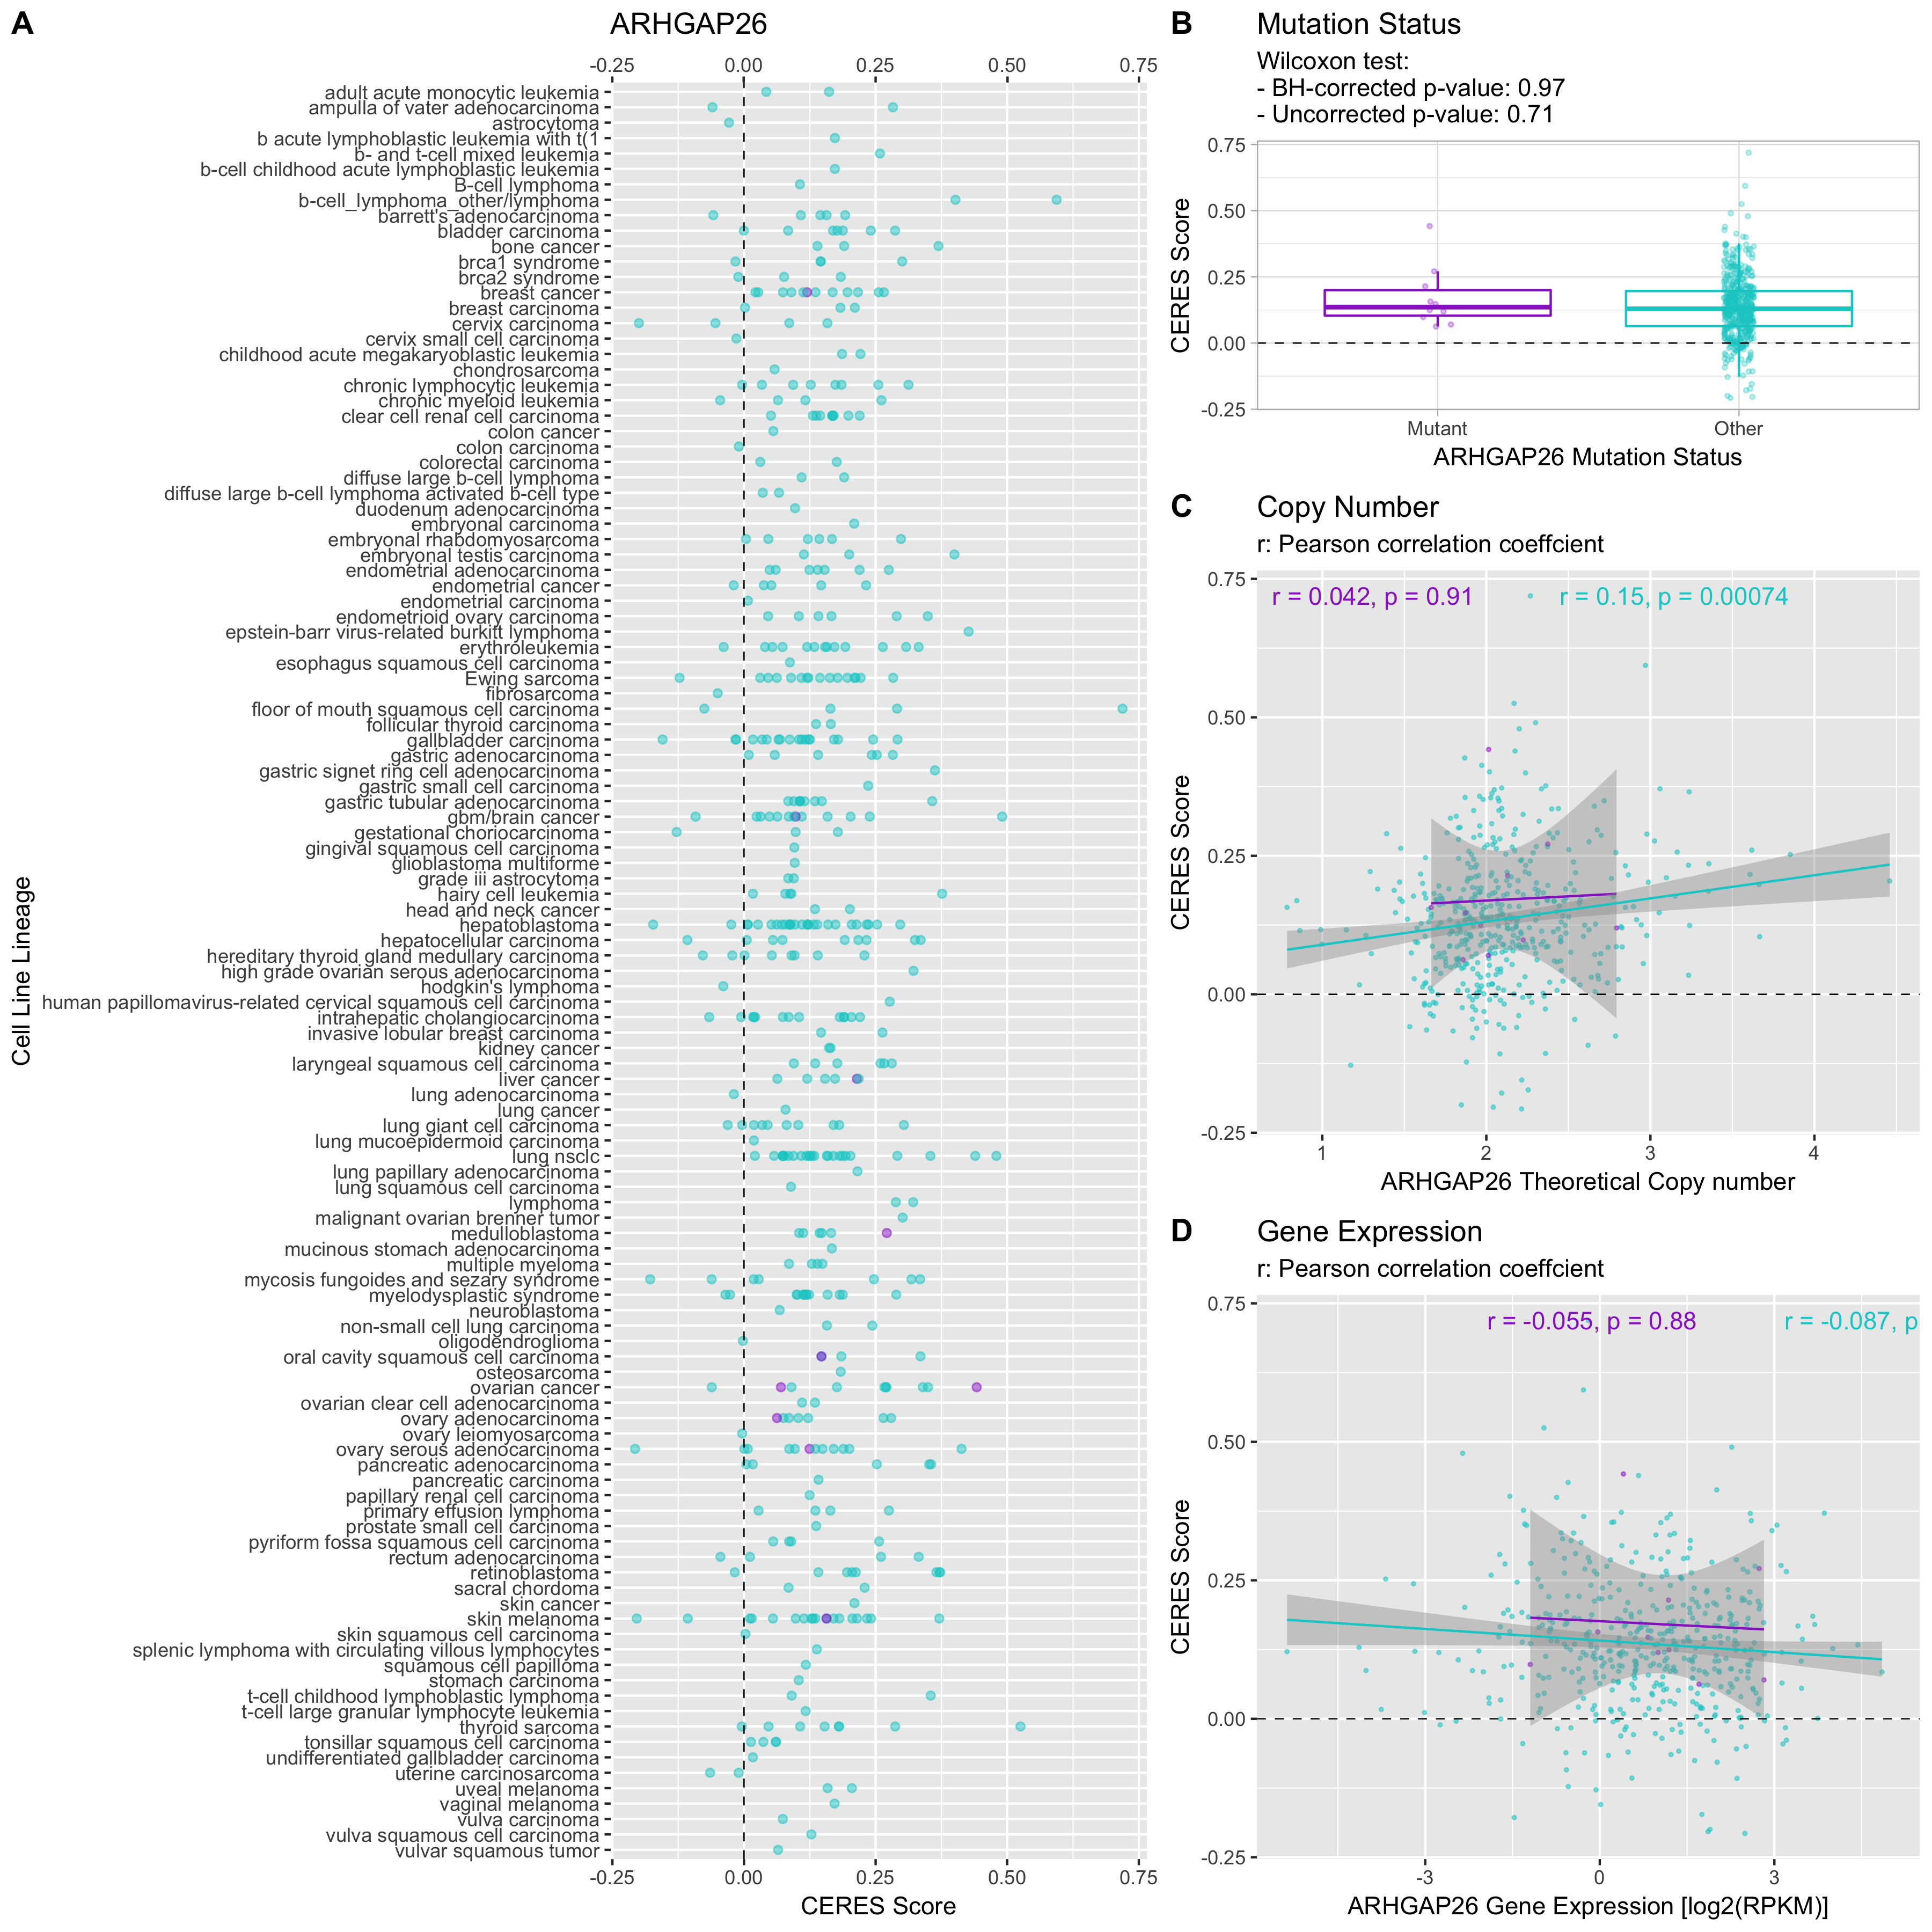 A
ARHGAP26
-0.25 0.00 0.25 0.50 0.75
Cell Line Lineage
adult acute monocytic leukemia
ampulla of vater adenocarcinoma
astrocytoma
b acute lymphoblastic leukemia with t(1
b- and t-cell mixed leukemia
b-cell childhood acute lymphoblastic leukemia
B-cell lymphoma
b-cell_lymphoma_other/lymphoma
barrett's adenocarcinoma
bladder carcinoma
bone cancer
brca1 syndrome
brca2 syndrome
breast cancer
breast carcinoma
cervix carcinoma
cervix small cell carcinoma
childhood acute megakaryoblastic leukemia
chondrosarcoma
chronic lymphocytic leukemia
chronic myeloid leukemia
clear cell renal cell carcinoma
colon cancer
colon carcinoma
colorectal carcinoma
diffuse large b-cell lymphoma
diffuse large b-cell lymphoma activated b-cell type
duodenum adenocarcinoma
embryonal carcinoma
embryonal rhabdomyosarcoma
embryonal testis carcinoma
endometrial adenocarcinoma
endometrial cancer
endometrial carcinoma
endometrioid ovary carcinoma
epstein-barr virus-related burkitt lymphoma
erythroleukemia
esophagus squamous cell carcinoma
Ewing sarcoma
fibrosarcoma
floor of mouth squamous cell carcinoma
follicular thyroid carcinoma
gallbladder carcinoma
gastric adenocarcinoma
gastric signet ring cell adenocarcinoma
gastric small cell carcinoma
gastric tubular adenocarcinoma
gbm/brain cancer
gestational choriocarcinoma
gingival squamous cell carcinoma
glioblastoma multiforme
grade iii astrocytoma
hairy cell leukemia
head and neck cancer
hepatoblastoma
hepatocellular carcinoma
hereditary thyroid gland medullary carcinoma
high grade ovarian serous adenocarcinoma
hodgkin's lymphoma
human papillomavirus-related cervical squamous cell carcinoma
intrahepatic cholangiocarcinoma
invasive lobular breast carcinoma
kidney cancer
laryngeal squamous cell carcinoma
liver cancer
lung adenocarcinoma
lung cancer
lung giant cell carcinoma
lung mucoepidermoid carcinoma
lung nsclc
lung papillary adenocarcinoma
lung squamous cell carcinoma
lymphoma
malignant ovarian brenner tumor
medulloblastoma
mucinous stomach adenocarcinoma
multiple myeloma
mycosis fungoides and sezary syndrome
myelodysplastic syndrome
neuroblastoma
non-small cell lung carcinoma
oligodendroglioma
oral cavity squamous cell carcinoma
osteosarcoma
ovarian cancer
ovarian clear cell adenocarcinoma
ovary adenocarcinoma
ovary leiomyosarcoma
ovary serous adenocarcinoma
pancreatic adenocarcinoma
pancreatic carcinoma
papillary renal cell carcinoma
primary effusion lymphoma
prostate small cell carcinoma
pyriform fossa squamous cell carcinoma
rectum adenocarcinoma
retinoblastoma
sacral chordoma
skin cancer
skin melanoma
skin squamous cell carcinoma
splenic lymphoma with circulating villous lymphocytes
squamous cell papilloma
stomach carcinoma
t-cell childhood lymphoblastic lymphoma
t-cell large granular lymphocyte leukemia
thyroid sarcoma
tonsillar squamous cell carcinoma
undifferentiated gallbladder carcinoma
uterine carcinosarcoma
uveal melanoma
vaginal melanoma
vulva carcinoma
vulva squamous cell carcinoma
vulvar squamous tumor
-0.25 0.00 0.25 0.50 0.75
CERES Score
B
Mutation Status
Wilcoxon test:
- BH-corrected p-value: 0.97
- Uncorrected p-value: 0.71
CERES Score
0.75
0.50
0.25
0.00
-0.25
Mutant Other
ARHGAP26 Mutation Status
C
Copy Number
r: Pearson correlation coeffcient
r = 0.042, p = 0.91 r = 0.15, p = 0.00074
CERES Score
0.75
0.50
0.25
0.00
-0.25
1 2 3 4
ARHGAP26 Theoretical Copy number
D
Gene Expression
r: Pearson correlation coeffcient
r = -0.055, p = 0.88 r = -0.087, p
CERES Score
0.75
0.50
0.25
0.00
-0.25
-3 0 3
ARHGAP26 Gene Expression [log2(RPKM)]